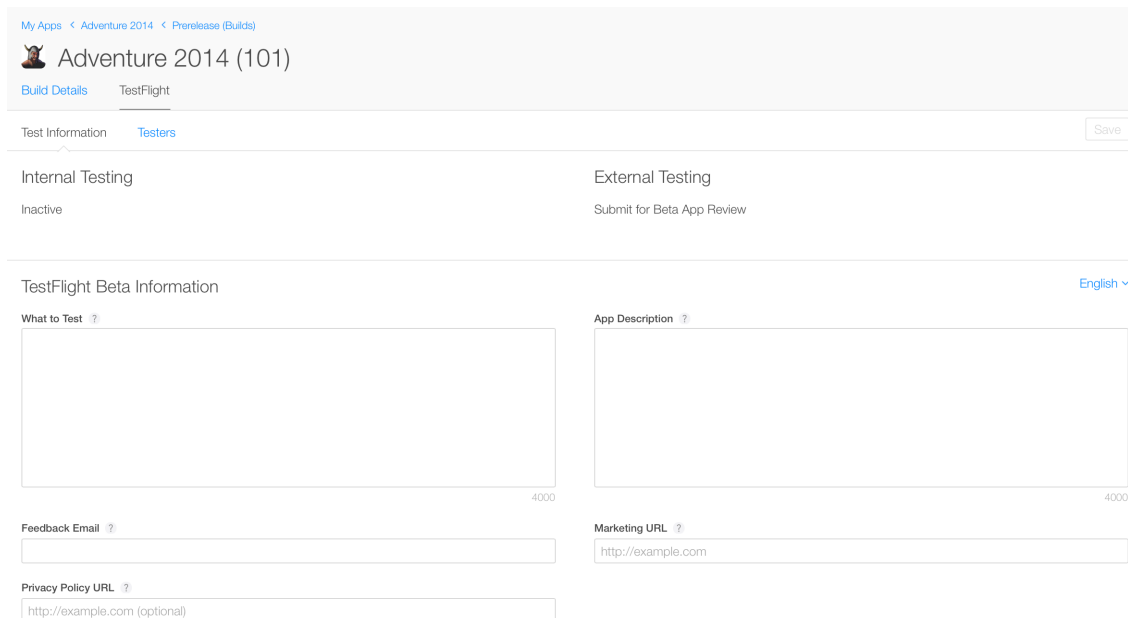 My Apps < Adventure 2014 < Prerelease (Builds)
Adventure 2014 (101)
Build Details TestFlight
Test Information Testers Save
Internal Testing External Testing
Inactive Submit for Beta App Review
TestFlight Beta Information English
What to Test ? App Description ?
4000 4000
Feedback Email ? Marketing URL ?
http://example.com
Privacy Policy URL ?
http://example.com (optional)